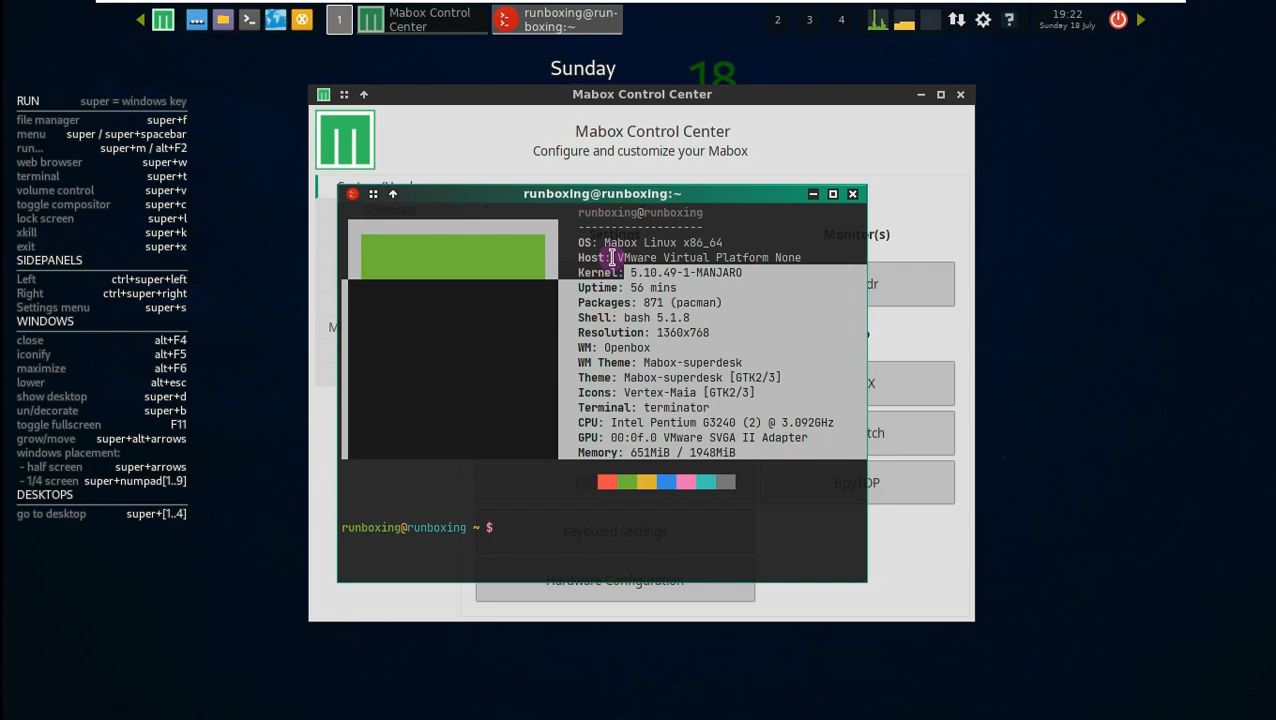 1
Mabox Control
Center
runboxing@run-
boxing:~
2
3
4
?
19:22
Sunday 18 July
Sunday
18
RUN super = windows key
file manager super+f
menu super / super+spacebar
run... super+m / alt+F2
web browser super+w
terminal super+t
volume control super+v
toggle compositor super+c
lock screen super+l
xkill super+k
exit super+x
SIDEPANELS
Left ctrl+super+left
Right ctrl+super+right
Settings menu super+s
WINDOWS
close alt+F4
iconify alt+F5
maximize alt+F6
lower alt+esc
show desktop super+d
un/decorate super+b
toggle fullscreen F11
grow/move super+alt+arrows
windows placement:
- half screen super+arrows
- 1/4 screen super+numpad[1..9]
DESKTOPS
go to desktop super+[1..4]
Mabox Control Center
Mabox Control Center
Configure and customize your Mabox
runboxing@runboxing:~
runboxing@runboxing
-------------------
OS: Mabox Linux x86_64
Host: VMware Virtual Platform None
Kernel: 5.10.49-1-MANJARO
Uptime: 56 mins
Packages: 871 (pacman)
Shell: bash 5.1.8
Resolution: 1360x768
WM: Openbox
WM Theme: Mabox-superdesk
Theme: Mabox-superdesk [GTK2/3]
Icons: Vertex-Maia [GTK2/3]
Terminal: terminator
CPU: Intel Pentium G3240 (2) @ 3.092GHz
GPU: 00:0f.0 VMware SVGA II Adapter
Memory: 651MiB / 1948MiB
runboxing@runboxing ~ $
Settings
Monitor(s)
BpyTOP
Keyboard Settings
Hardware Configuration